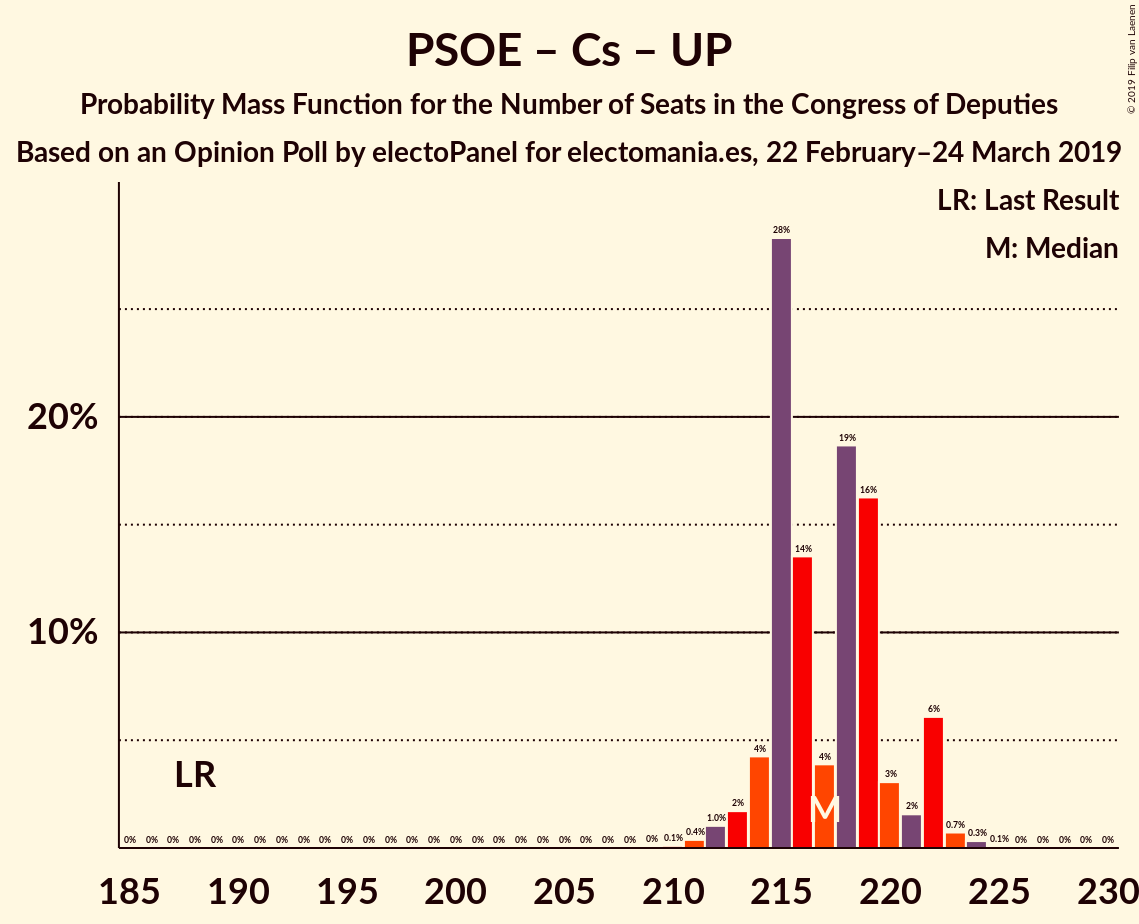 PSOE – Cs – UP
Probability Mass Function for the Number of Seats in the Congress of Deputies
Based on an Opinion Poll by electoPanel for electomania.es, 22 February–24 March 2019
© 2019 Filip van Laenen
LR: Last Result
M: Median
28%
20%
19%
16%
14%
10%
6%
4%
4%
LR
3%
2%
M
2%
0% 0% 0% 0% 0% 0% 0% 0% 0% 0% 0% 0% 0% 0% 0% 0% 0% 0% 0% 0% 0% 0% 0% 0% 0% 0.1% 0.4% 1.0% 0.7% 0.3% 0.1% 0% 0% 0% 0% 0%
185 190 195 200 205 210 215 220 225 230